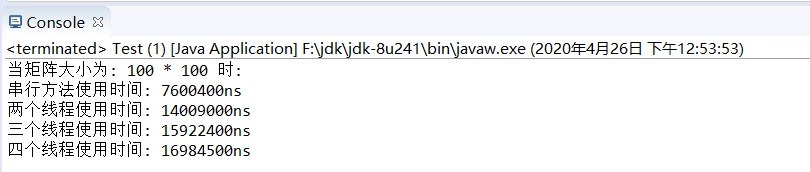 Console
<terminated> Test (1) [Java Application] F:\jdk\jdk-8u241\bin\javaw.exe (2020年4月26日 下午12:53:53)
当矩阵大小为: 100 * 100 时:
串行方法使用时间: 7600400ns
两个线程使用时间: 14009000ns
三个线程使用时间: 15922400ns
四个线程使用时间: 16984500ns